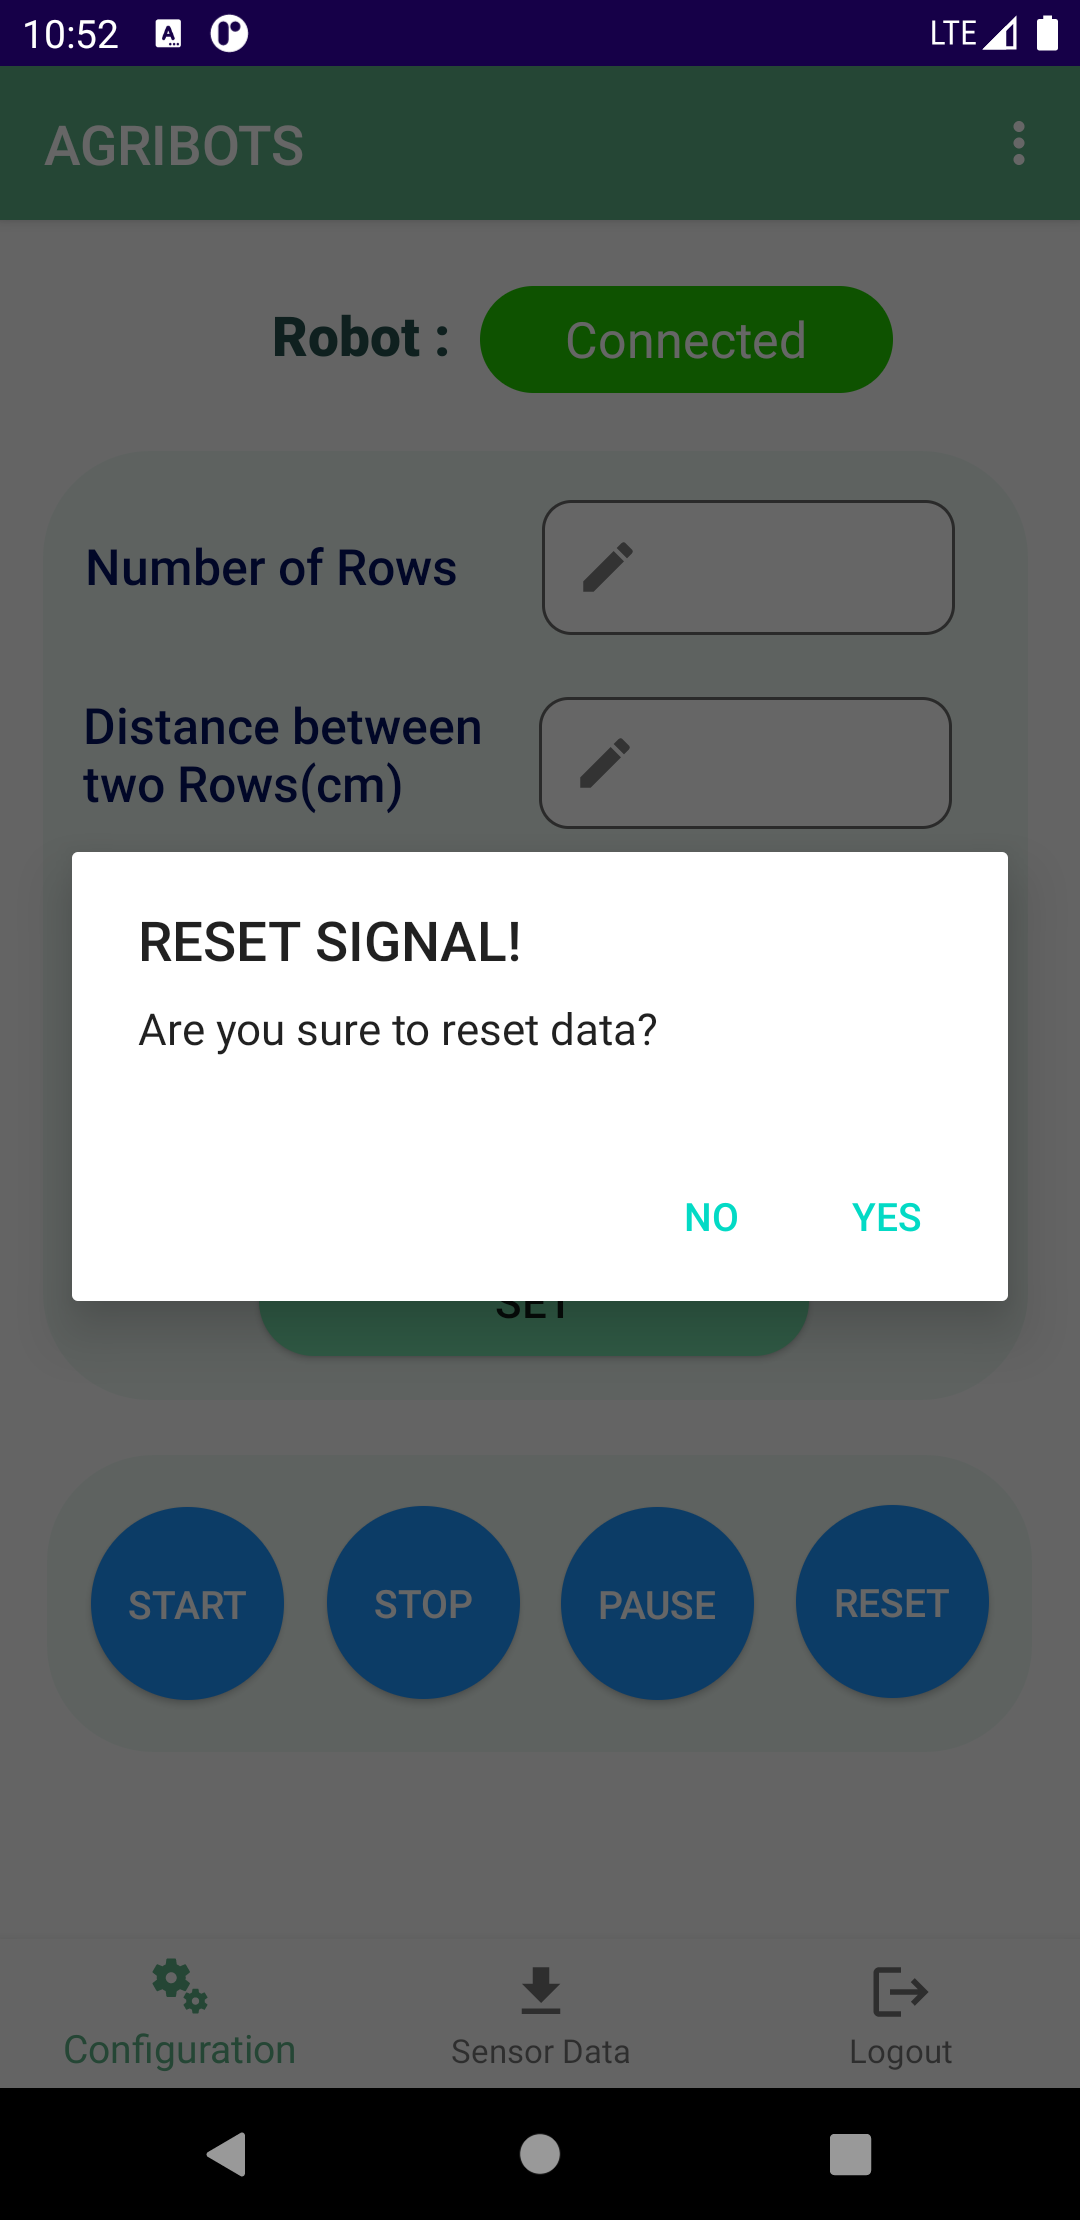 10:52
LTE
AGRIBOTS
Robot :
Connected
Number of Rows
Distance between
two Rows(cm)
RESET SIGNAL!
Are you sure to reset data?
NO
YES
SET
START
STOP
PAUSE
RESET
Configuration
Sensor Data
Logout